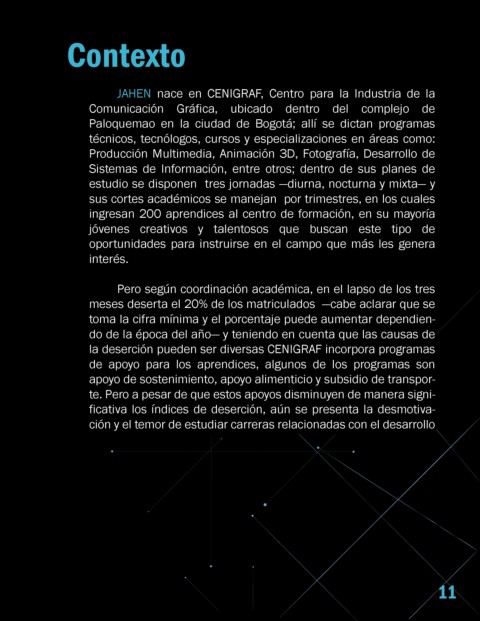 Contexto
JAHEN nace en CENIGRAF, Centro para la Industria de la
Comunicación Gráfica, ubicado dentro del complejo de
Paloquemao en la ciudad de Bogotá; allí se dictan programas
técnicos, tecnólogos, cursos y especializaciones en áreas como:
Producción Multimedia, Animación 3D, Fotografía, Desarrollo de
Sistemas de Información, entre otros; dentro de sus planes de
estudio se disponen tres jornadas —diurna, nocturna y mixta— y
sus cortes académicos se manejan por trimestres, en los cuales
ingresan 200 aprendices al centro de formación, en su mayoría
jóvenes creativos y talentosos que buscan este tipo de
oportunidades para instruirse en el campo que más les genera
interés.
Pero según coordinación académica, en el lapso de los tres
meses deserta el 20% de los matriculados —cabe aclarar que se
toma la cifra mínima y el porcentaje puede aumentar dependien-
do de la época del año— y teniendo en cuenta que las causas de
la deserción pueden ser diversas CENIGRAF incorpora programas
de apoyo para los aprendices, algunos de los programas son
apoyo de sostenimiento, apoyo alimenticio y subsidio de transpor-
te. Pero a pesar de que estos apoyos disminuyen de manera signi-
ficativa los índices de deserción, aún se presenta la desmotiva-
ción y el temor de estudiar carreras relacionadas con el desarrollo
11